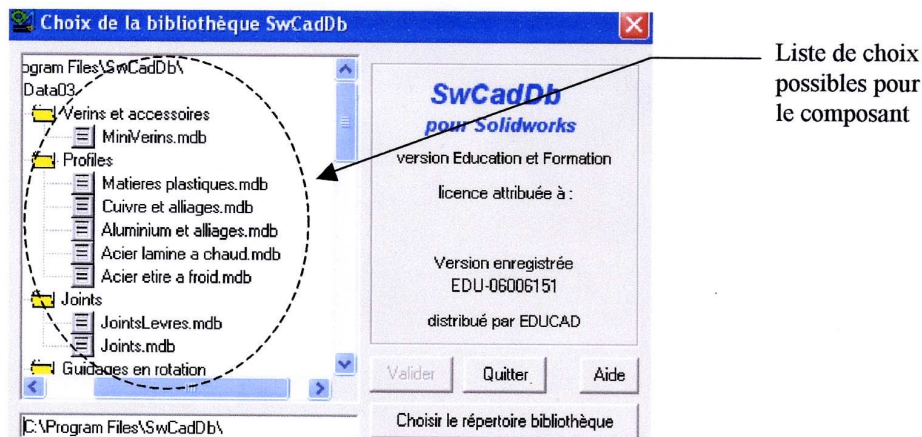 Choix de la bibliothèque SwCadDb
ogram Files\SwCadDb\
Data03
Verins et accessoires
MiniVerins.mdb
Profiles
Matieres plastiques.mdb
Cuivre et alliages.mdb
Aluminium et alliages.mdb
Acier lamine a chaud.mdb
Acier etire a froid.mdb
Joints
JointsLevres.mdb
Joints.mdb
Guidages en rotation
C:\Program Files\SwCadDb\
SwCadDb
pour Solidworks
version Education et Formation
licence attribuée à :
Version enregistrée
EDU-06006151
distribué par EDUCAD
Valider Quitter Aide
Choisir le répertoire bibliothèque
Liste de choix
possibles pour
le composant